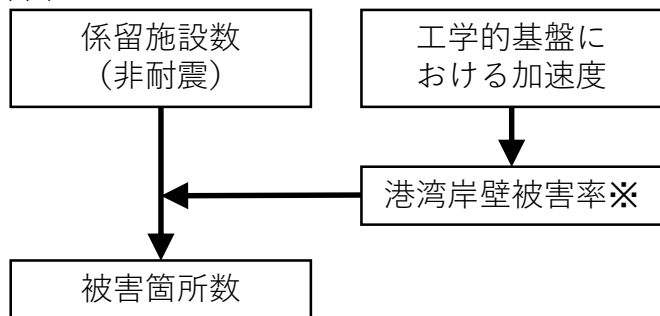 係留施設数
（非耐震）
工学的基盤に
おける加速度
港湾岸壁被害率※
被害箇所数